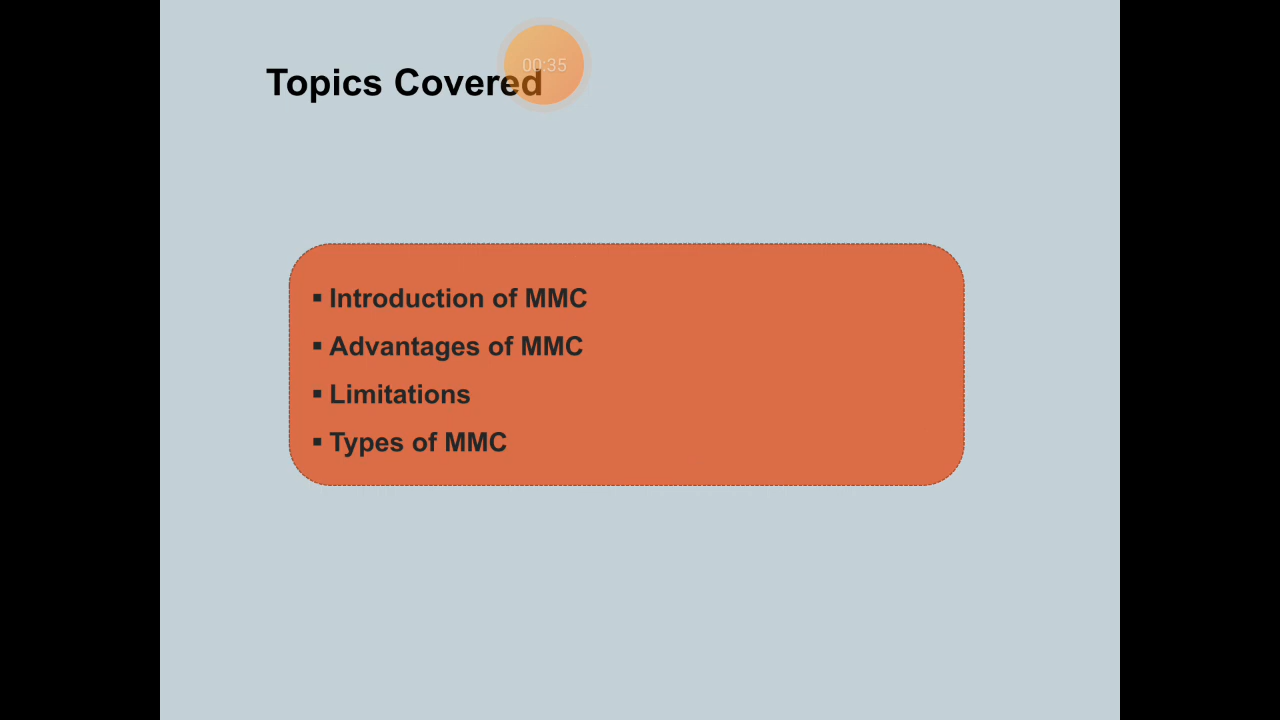 Topics Covered
00:35
▪ Introduction of MMC
▪ Advantages of MMC
▪ Limitations
▪ Types of MMC